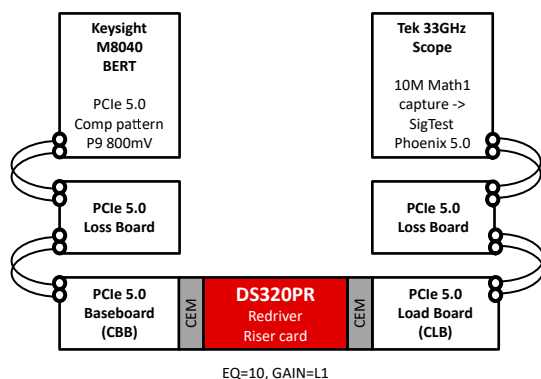 Keysight
M8040
BERT
PCIe 5.0
Comp pattern
P9 800mV
Tek 33GHz
Scope
10M Math1
capture ->
SigTest
Phoenix 5.0
PCIe 5.0
Loss Board
PCIe 5.0
Loss Board
PCIe 5.0
Baseboard
(CBB)
CEM
DS320PR
Redriver
Riser card
CEM
PCIe 5.0
Load Board
(CLB)
EQ=10, GAIN=L1